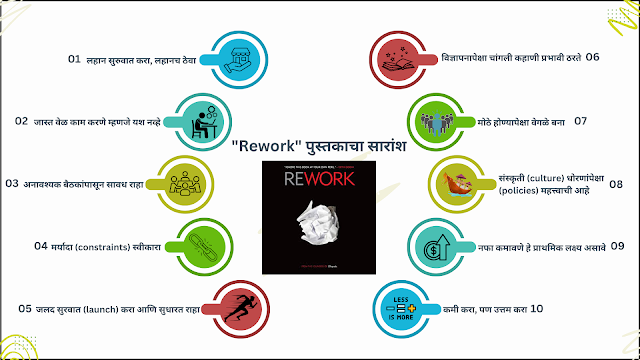 01 लहान सुरुवात करा, लहानच ठेवा
02 जास्त वेळ काम करणे म्हणजे यश नव्हे
03 अनावश्यक बैठकांपासून सावध राहा
04 मर्यादा (constraints) स्वीकारा
05 जलद सुरवात (launch) करा आणि सुधारत राहा
"Rework" पुस्तकाचा सारांश
REWORK
विज्ञापनापेक्षा चांगली कहाणी प्रभावी ठरते 06
मोठे होण्यापेक्षा वेगळे बना 07
संस्कृती (culture) धोरणांपेक्षा
(policies) महत्त्वाची आहे 08
नफा कमावणे हे प्राथमिक लक्ष्य असावे 09
LESS
IS MORE
कमी करा, पण उत्तम करा 10